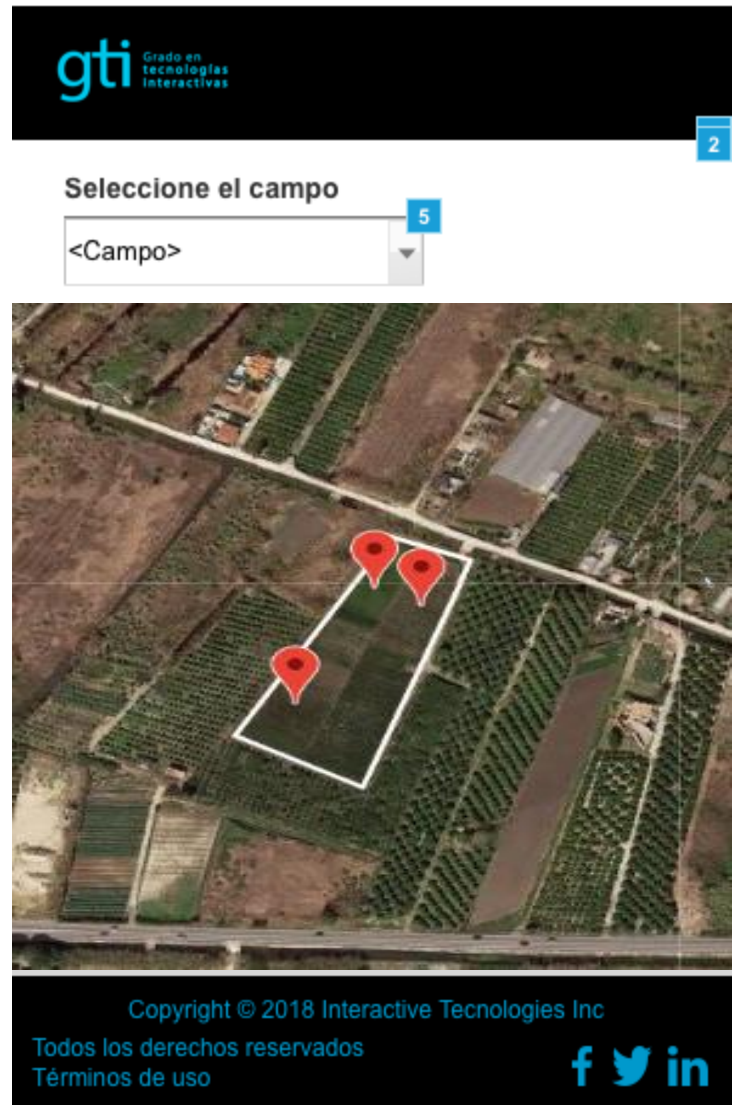 gti
Grado en
tecnologías
interactivas
2
Seleccione el campo
5
<Campo>
Copyright © 2018 Interactive Tecnologies Inc
Todos los derechos reservados
Términos de uso
f in